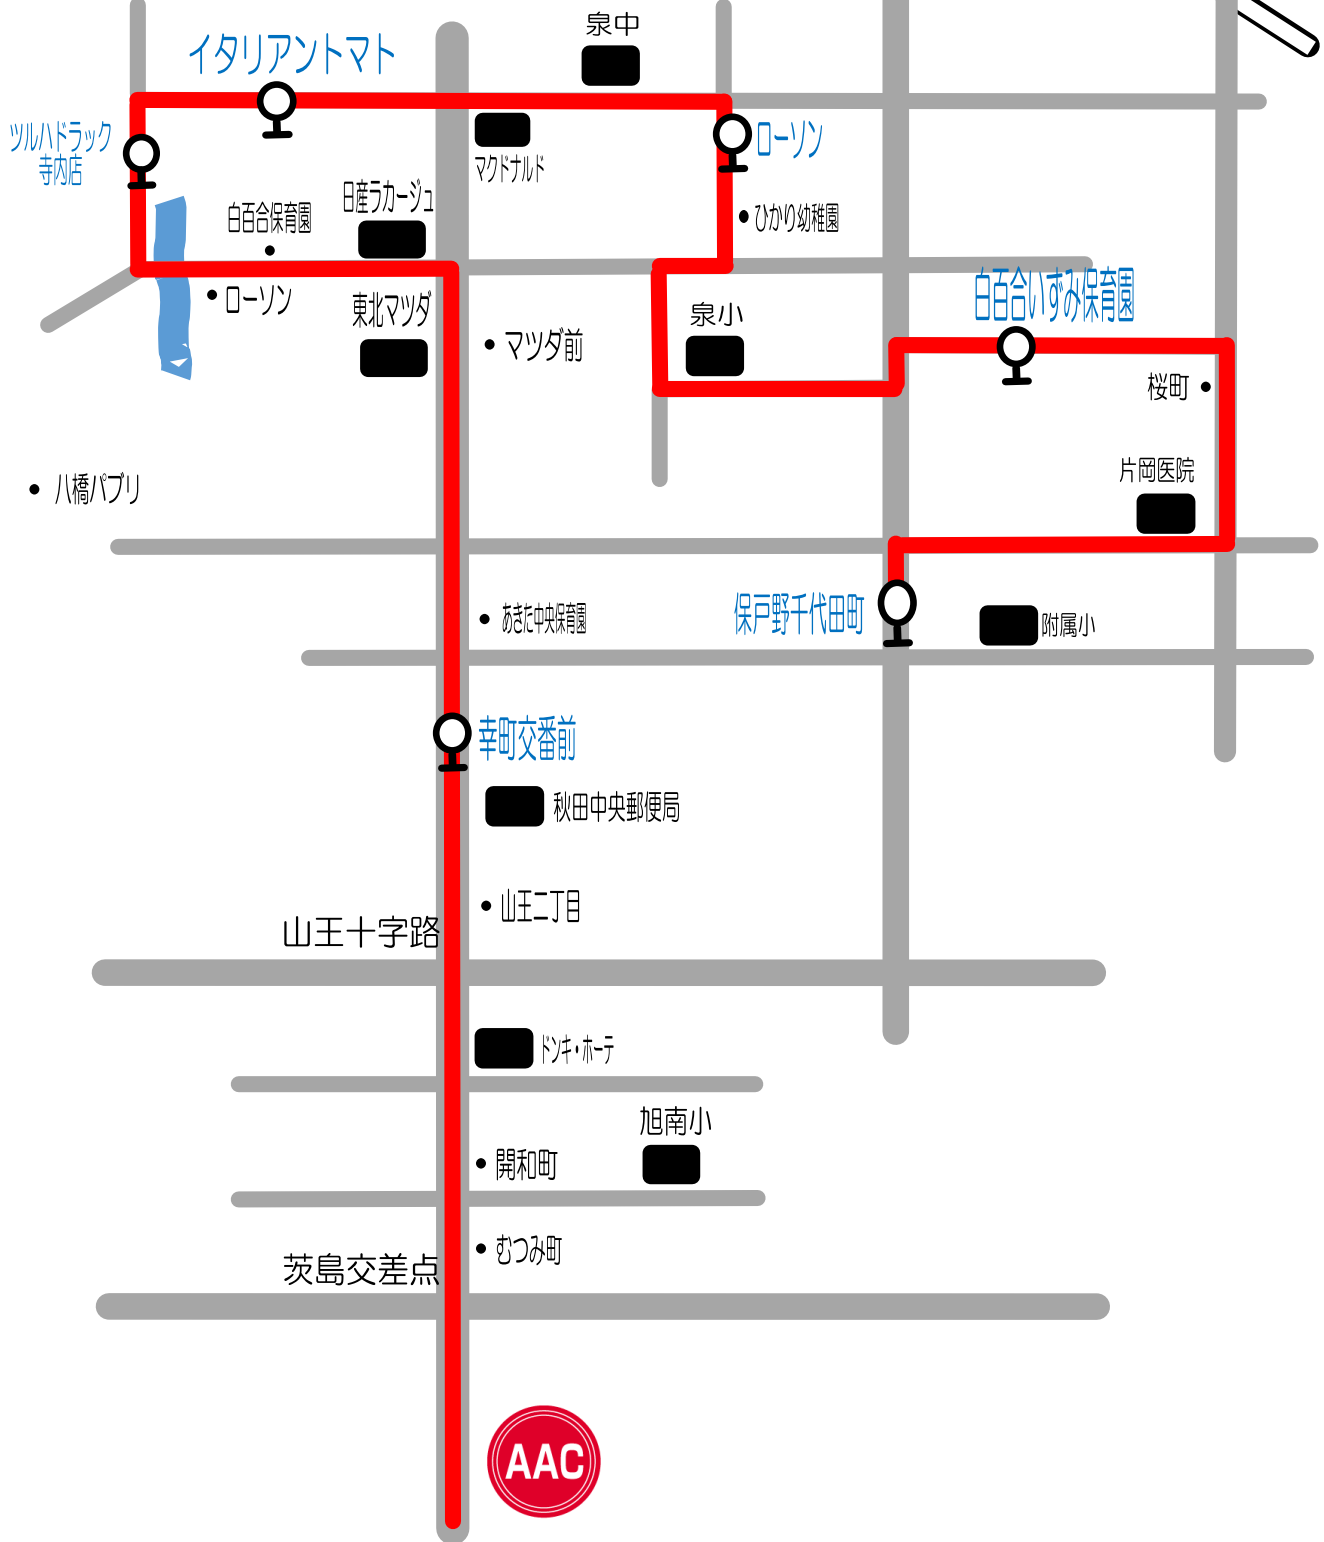 泉中
イタリアントマト
ツルハドラック
寺内店
マクドナルド
ローソン
日産ラカージュ
白百合保育園
ひかり幼稚園
ローソン
東北マツダ
マツダ前
泉小
白百合いずみ保育園
桜町
片岡医院
八橋パブリ
あきた中央保育園
保戸野千代田町
附属小
幸町交番前
秋田中央郵便局
山王二丁目
山王十字路
ドンキ・ホーテ
旭南小
開和町
むつみ町
茨島交差点
AAC